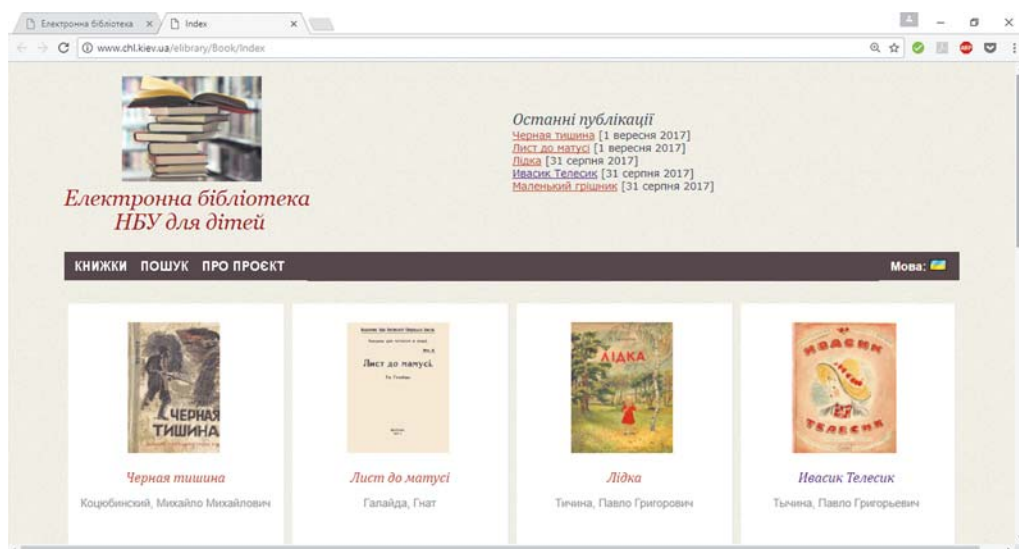 Електронна бібліотека
Index
www.chl.kiev.ua/elibrary/Book/Index
ABP
Електронна бібліотека
НБУ для дітей
Останні публікації
Черная тишина [1 вересня 2017]
Лист до матусі [1 вересня 2017]
Лідка [31 серпня 2017]
Ивасик Телесик [31 серпня 2017]
Маленький грішник [31 серпня 2017]
КНИЖКИ ПОШУК ПРО ПРОЄКТ
Мова:
ЧЕРНАЯ
ТИШИНА
Лист до матусі.
ЛІДКА
ИВАСИК
ТЕЛЕСИК
Черная тишина
Лист до матусі
Лідка
Ивасик Телесик
Коцюбинский, Михайло Михайлович
Галайда, Гнат
Тичина, Павло Григорович
Тычина, Павло Григорьевич